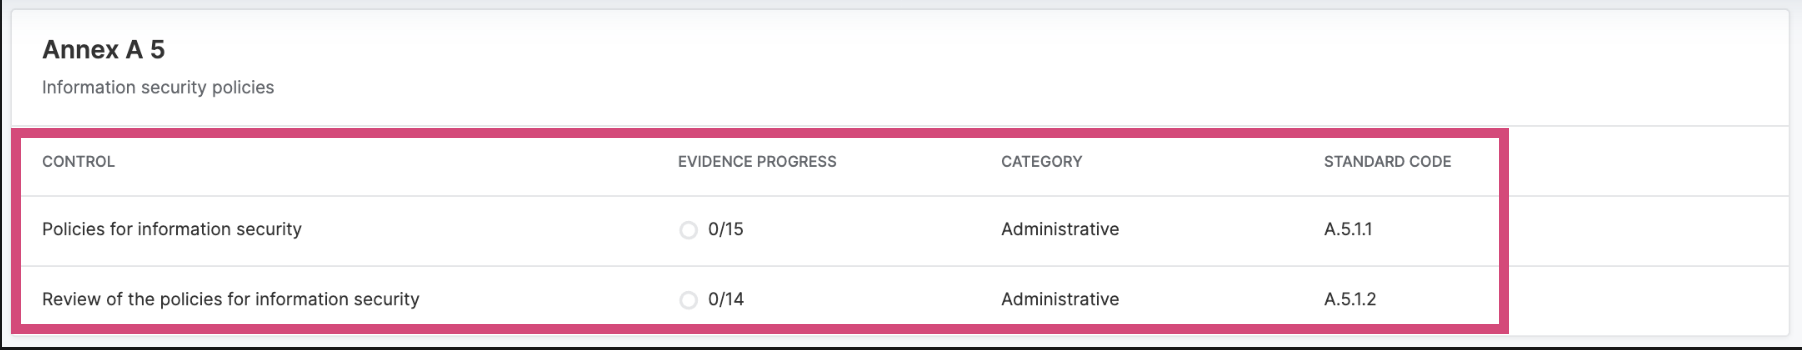 Annex A 5
Information security policies
CONTROL EVIDENCE PROGRESS CATEGORY STANDARD CODE
Policies for information security 0/15 Administrative A.5.1.1
Review of the policies for information security 0/14 Administrative A.5.1.2